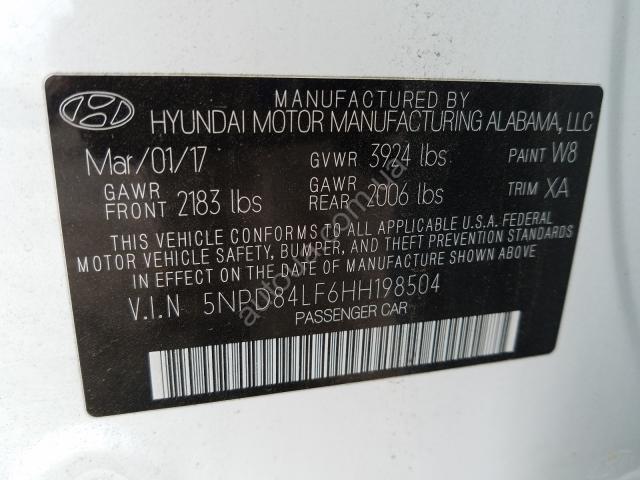 MANUFACTURED BY
HYUNDAI MOTOR MANUFACTURING ALABAMA, LLC
Mar/01/17 GVWR 3924 lbs PAINT W8
GAWR FRONT 2183 lbs GAWR REAR 2006 lbs TRIM XA
THIS VEHICLE CONFORMS TO ALL APPLICABLE U.S.A. FEDERAL
MOTOR VEHICLE SAFETY, BUMPER, AND THEFT PREVENTION STANDARDS
IN EFFECT ON THE DATE OF MANUFACTURE SHOWN ABOVE.
V.I.N 5NPD84LF6HH198504
PASSENGER CAR